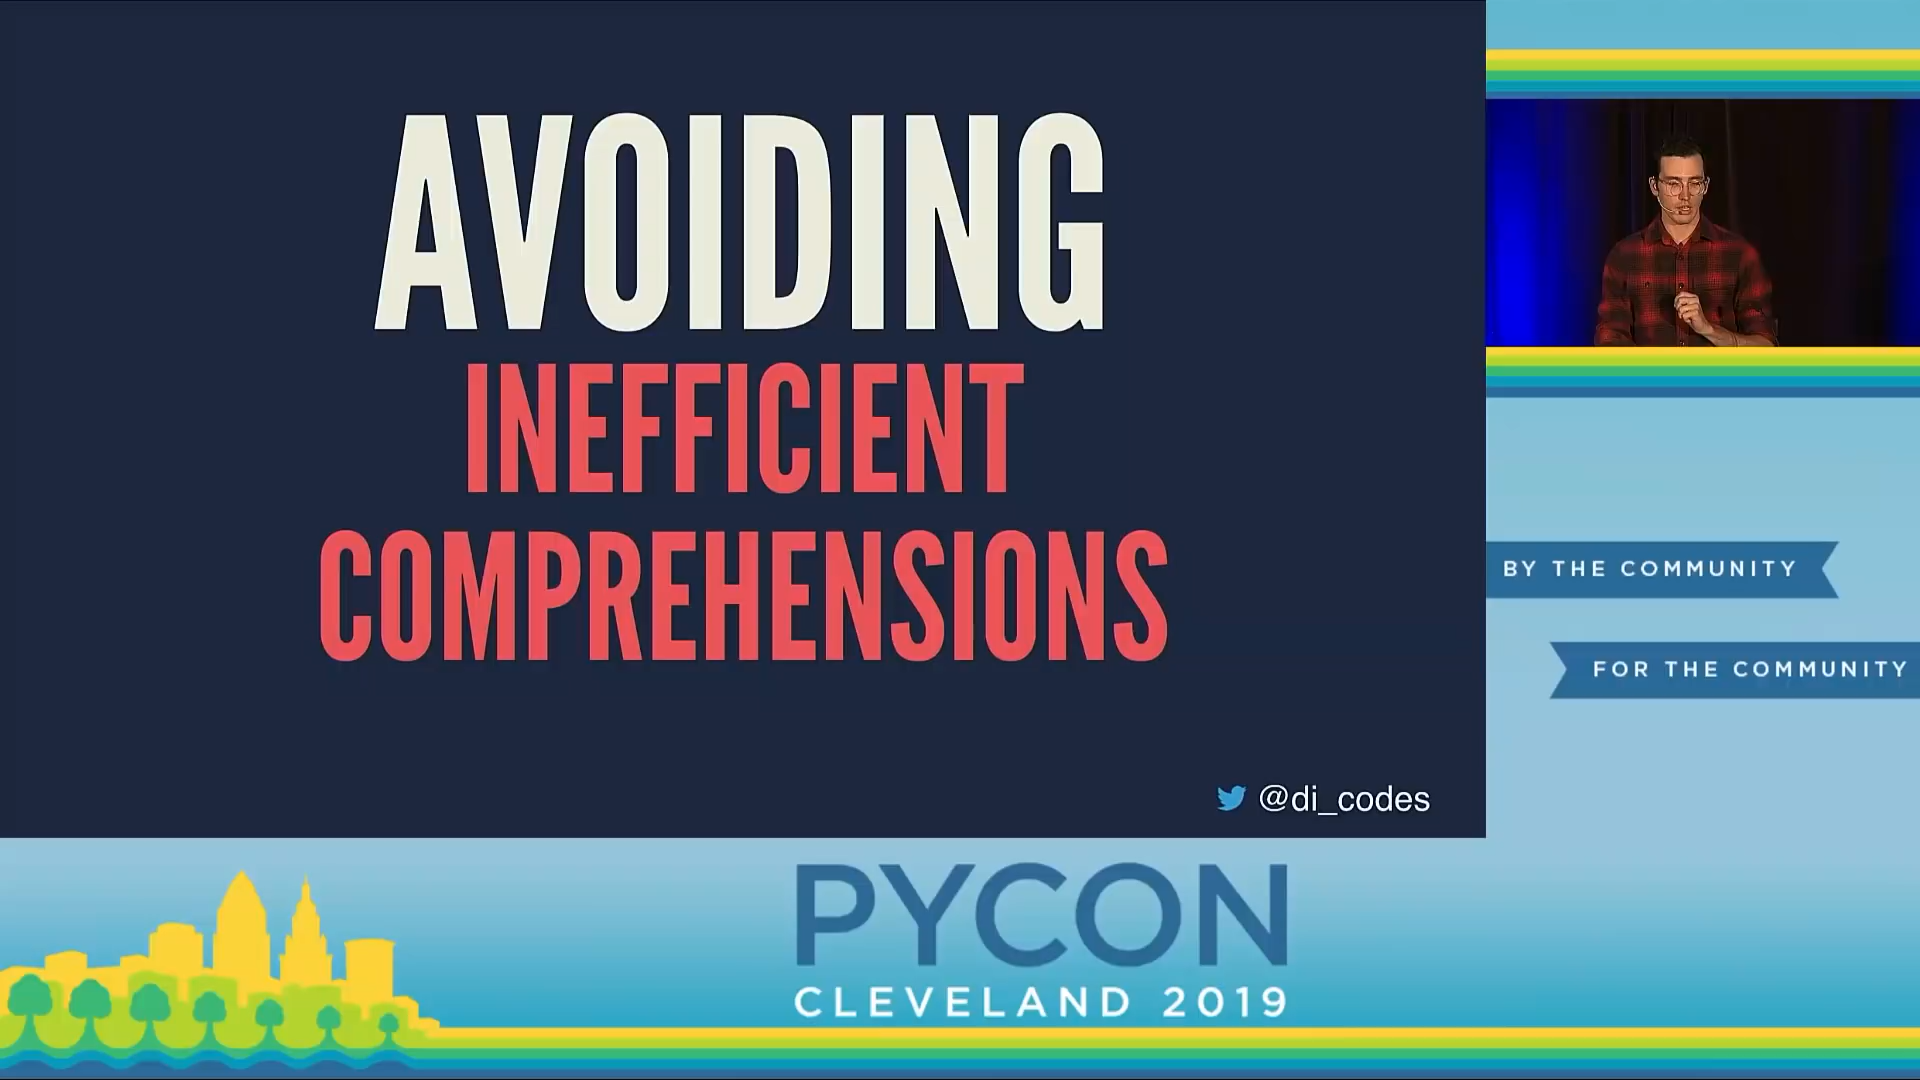 AVOIDING
INEFFICIENT
COMPREHENSIONS
@di_codes
BY THE COMMUNITY
FOR THE COMMUNITY
PYCON
CLEVELAND 2019